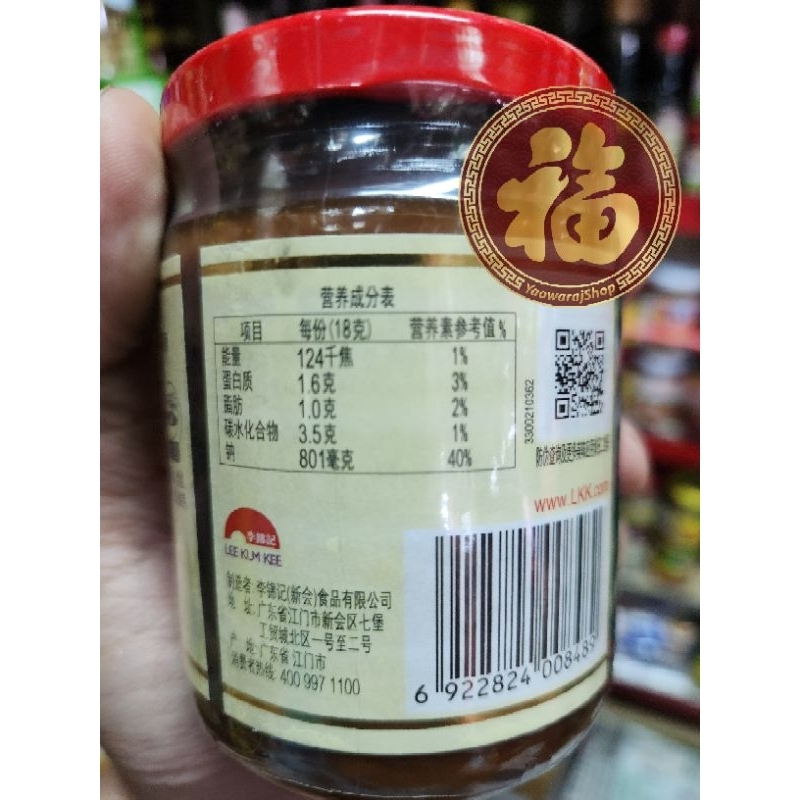 福
YaowarajShop
营养成分表
项目 每份(18克) 营养素参考值%
能量 124千焦 1%
蛋白质 1.6克 3%
脂肪 1.0克 2%
碳水化合物 3.5克 1%
钠 801毫克 40%
3300210362
www.LKK.com
李錦記
LEE KUM KEE
制造者: 李锦记(新会)食品有限公司
地 址: 广东省江门市新会区七堡
工贸城北区一号至二号
产 地: 广东省 江门市
消费者热线: 400 997 1100
6 922824 008489